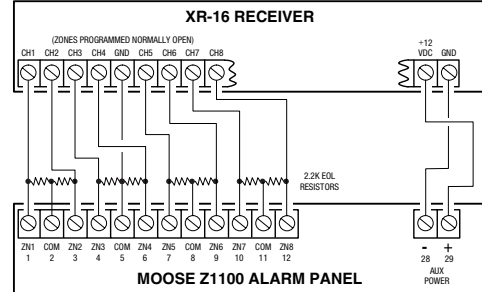 XR-16 RECEIVER
(ZONES PROGRAMMED NORMALLY OPEN)
CH1 CH2 CH3 CH4 GND CH5 CH6 CH7 CH8
+12 VDC GND
2.2K EOL
RESISTORS
ZN1 COM ZN2 ZN3 COM ZN4 ZN5 COM ZN6 ZN7 COM ZN8
1 2 3 4 5 6 7 8 9 10 11 12
- +
28 29
AUX
POWER
MOOSE Z1100 ALARM PANEL